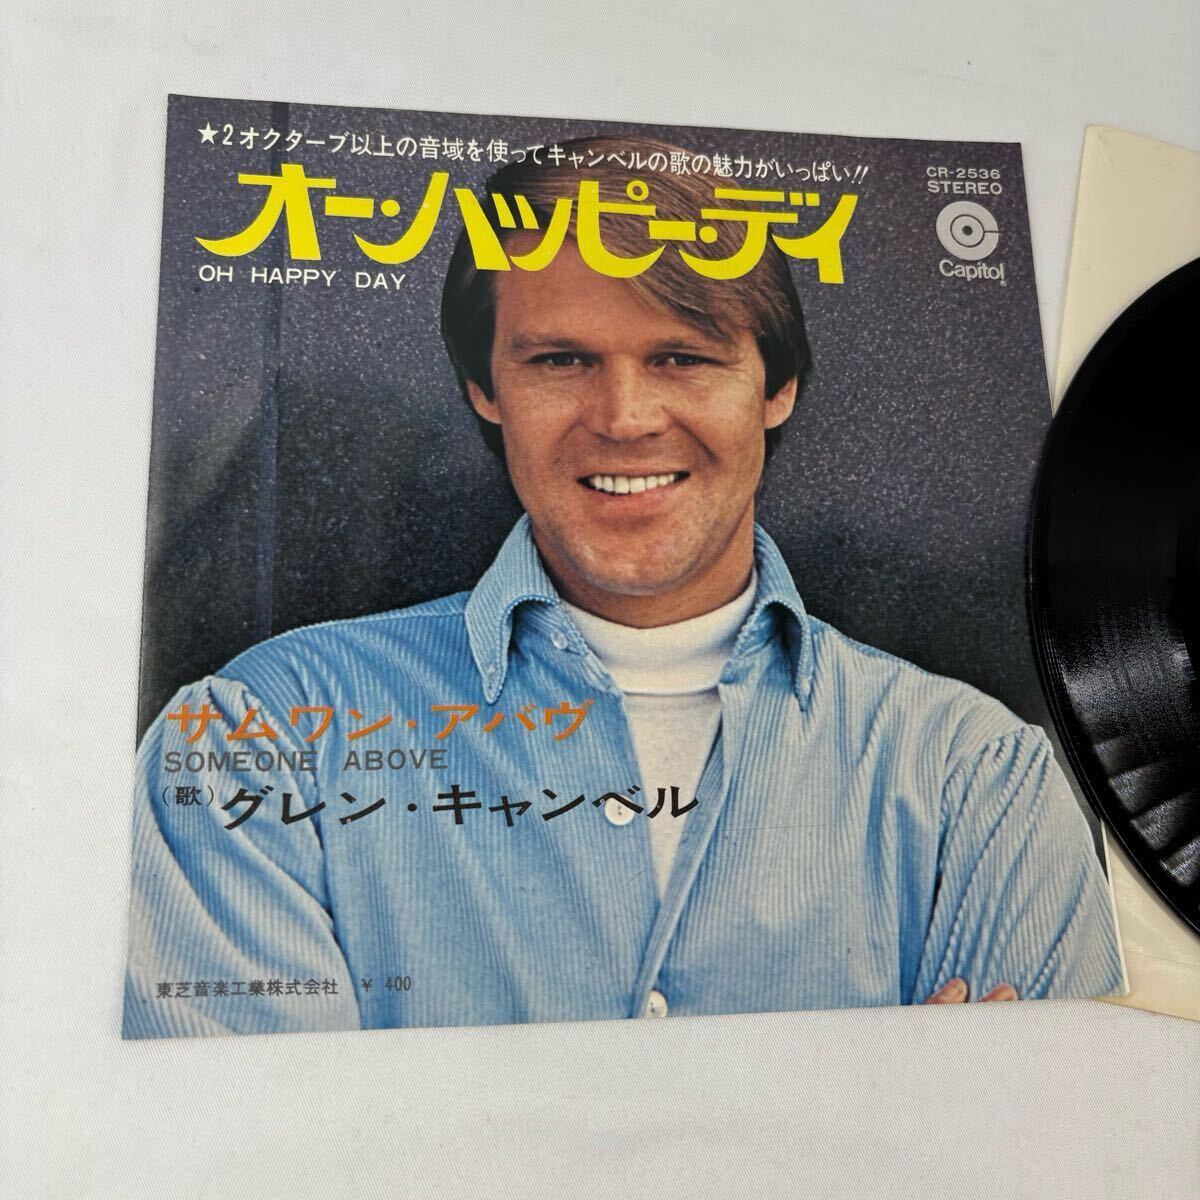 ★2オクターブ以上の音域を使ってキャンベルの歌の魅力がいっぱい!!
CR-2536
STEREO
オー・ハッピー・デイ
OH HAPPY DAY
Capitol®
サムワン・アバヴ
SOMEONE ABOVE
(歌)グレン・キャンベル
東芝音楽工業株式会社 ¥ 400